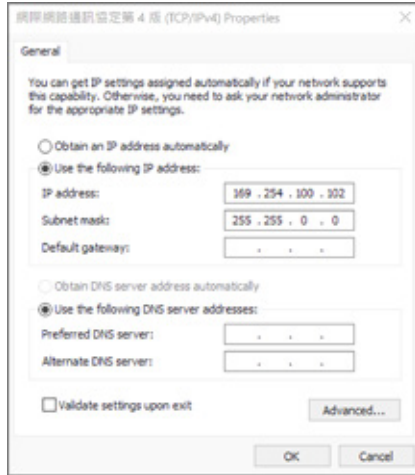 網際網路通訊協定第 4 版 (TCP/IPv4) Properties
General
You can get IP settings assigned automatically if your network supports
this capability. Otherwise, you need to ask your network administrator
for the appropriate IP settings.
Obtain an IP address automatically
Use the following IP address:
IP address: 169 . 254 . 100 . 102
Subnet mask: 255 . 255 . 0 . 0
Default gateway: . . .
Obtain DNS server address automatically
Use the following DNS server addresses:
Preferred DNS server: . . .
Alternate DNS server: . . .
Validate settings upon exit
Advanced...
OK Cancel